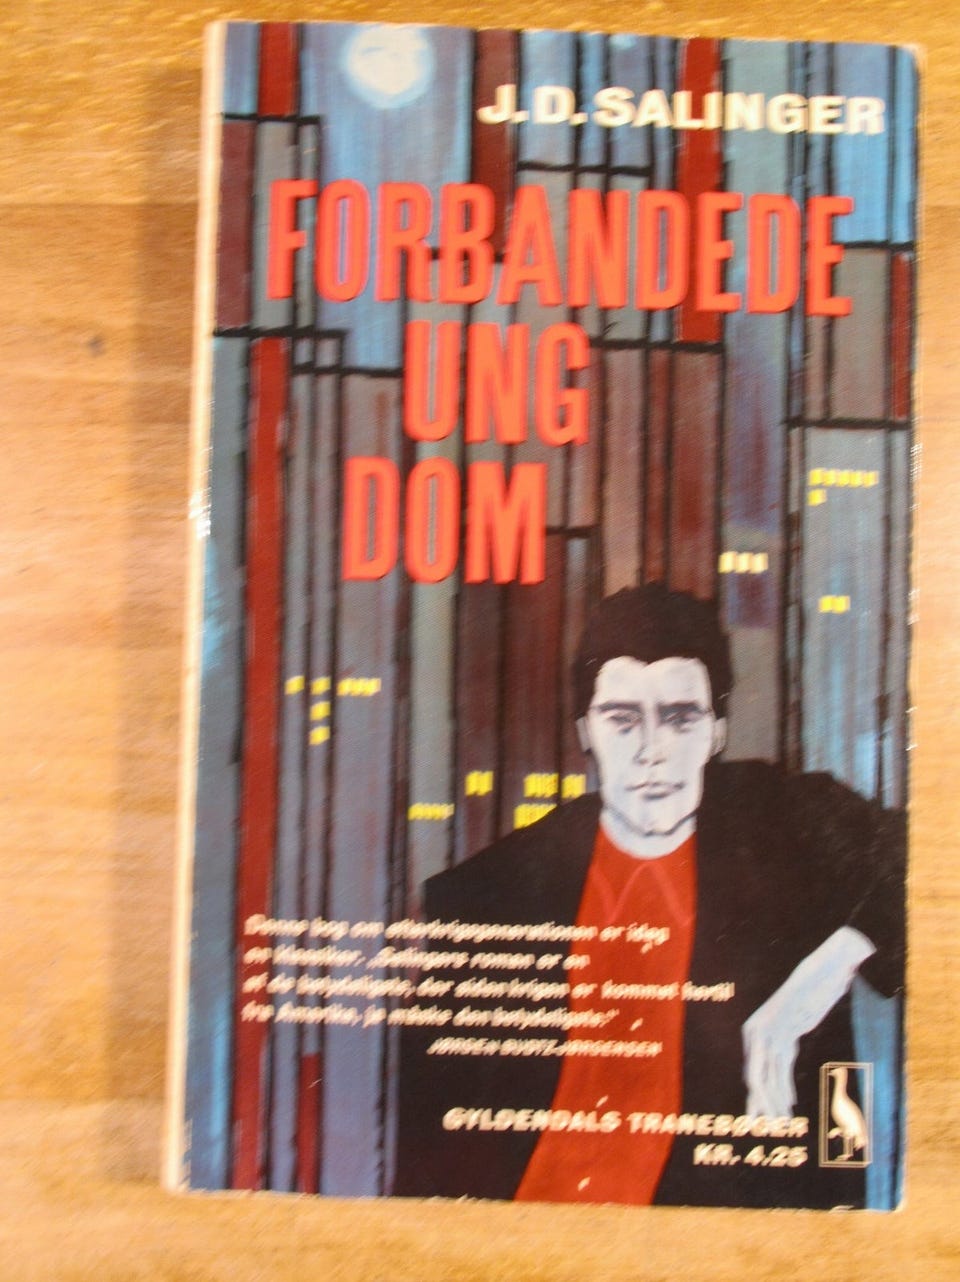 J.D. SALINGER
FORBANDEDE
UNG
DOM
Denne bog om efterkrigsgenerationen er idag
en klassiker. „Salingers roman er en
af de betydeligste, der siden krigen er kommet hertil
fra Amerika, ja måske den betydeligste."
JØRGEN BUDTZ-JØRGENSEN
GYLDENDALS TRANEBØGER
KR. 4.25